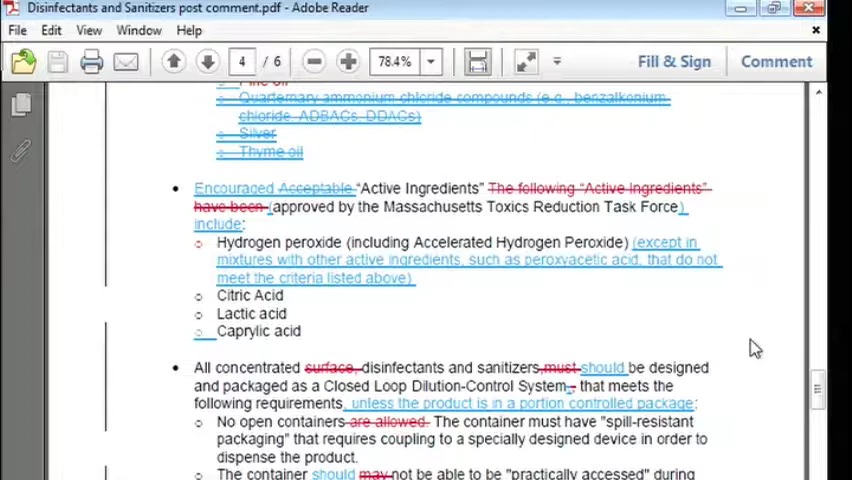 Disinfectants and Sanitizers post comment.pdf - Adobe Reader
File Edit View Window Help
4 / 6 78.4% Fill & Sign Comment
Pine oil
Quarternary ammonium chloride compounds (e.g., benzalkonium
chloride, ADBACs, DDACs)
Silver
Thyme oil
• Encouraged Acceptable "Active Ingredients" The following "Active Ingredients"
have been (approved by the Massachusetts Toxics Reduction Task Force)
include:
o Hydrogen peroxide (including Accelerated Hydrogen Peroxide) (except in
mixtures with other active ingredients, such as peroxyacetic acid, that do not
meet the criteria listed above)
o Citric Acid
o Lactic acid
o Caprylic acid
• All concentrated surface, disinfectants and sanitizers, must should be designed
and packaged as a Closed Loop Dilution-Control System, that meets the
following requirements, unless the product is in a portion controlled package:
o No open containers are allowed. The container must have "spill-resistant
packaging" that requires coupling to a specially designed device in order to
dispense the product.
o The container should may not be able to be "practically accessed" during